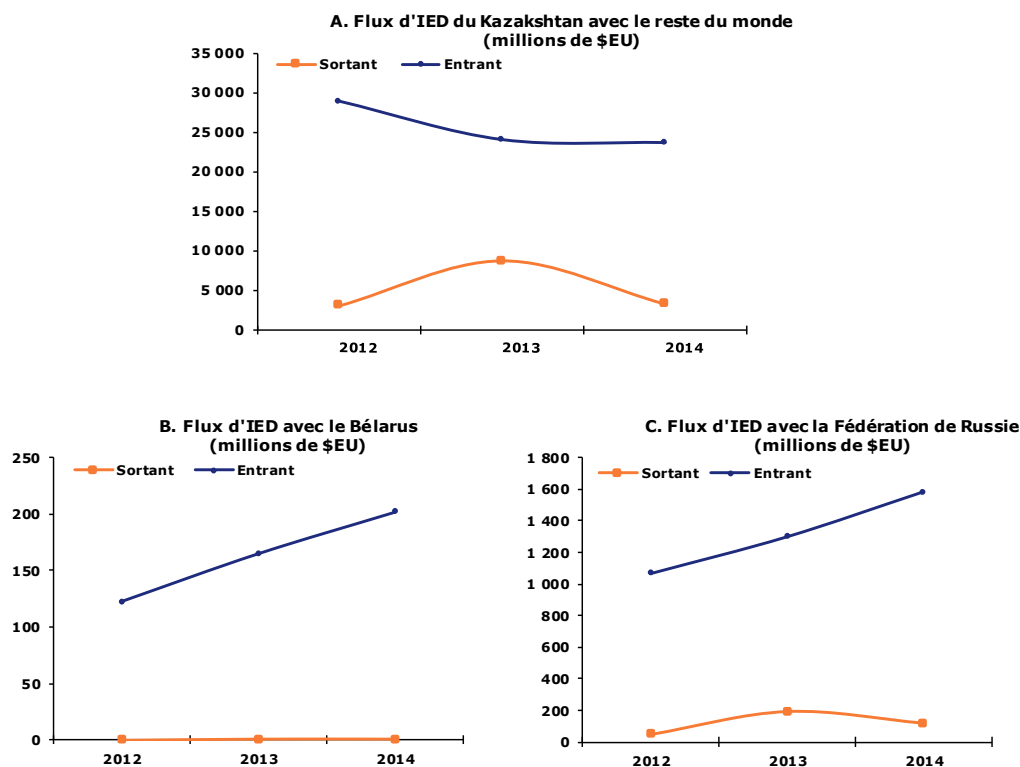 A. Flux d'IED du Kazakshtan avec le reste du monde
(millions de $EU)
35 000
Sortant
Entrant
30 000
25 000
20 000
15 000
10 000
5 000
0
2012
2013
2014
B. Flux d'IED avec le Bélarus
(millions de $EU)
250
Sortant
Entrant
200
150
100
50
0
2012
2013
2014
C. Flux d'IED avec la Fédération de Russie
(millions de $EU)
1 800
Sortant
Entrant
1 600
1 400
1 200
1 000
800
600
400
200
0
2012
2013
2014